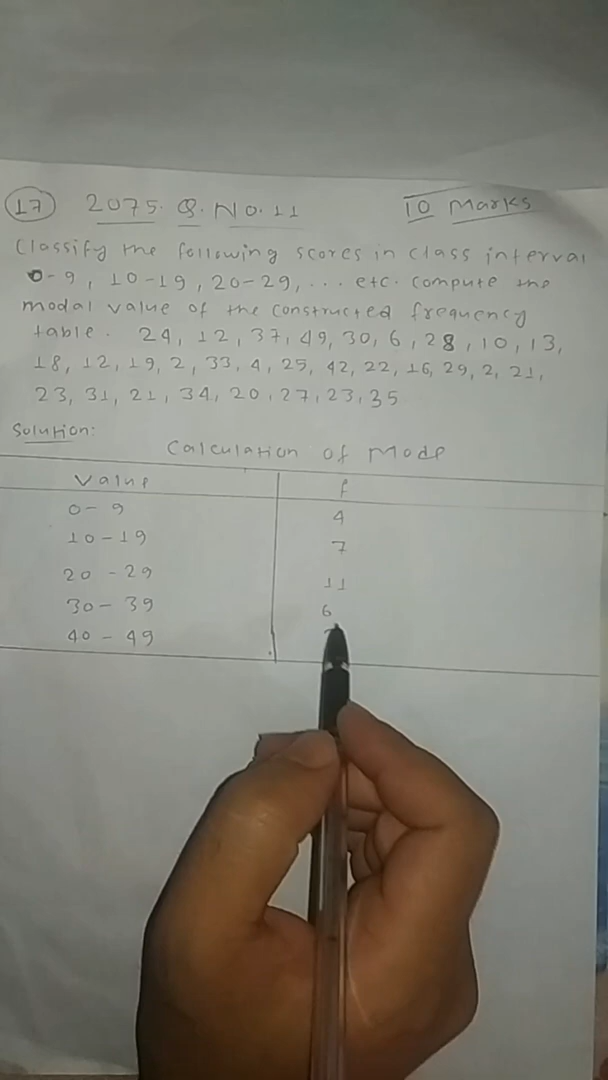 17 2075 Q. No. 11 10 Marks
Classify the following scores in class interval
0-9, 10-19, 20-29, ... etc. compute the
modal value of the constructed frequency
table. 24, 12, 37, 49, 30, 6, 28, 10, 13,
18, 12, 19, 2, 33, 4, 25, 42, 22, 16, 29, 2, 21,
23, 31, 21, 34, 20, 27, 23, 35
Solution:
Calculation of Mode
Value f
0-9 4
10-19 7
20-29 11
30-39 6
40-49